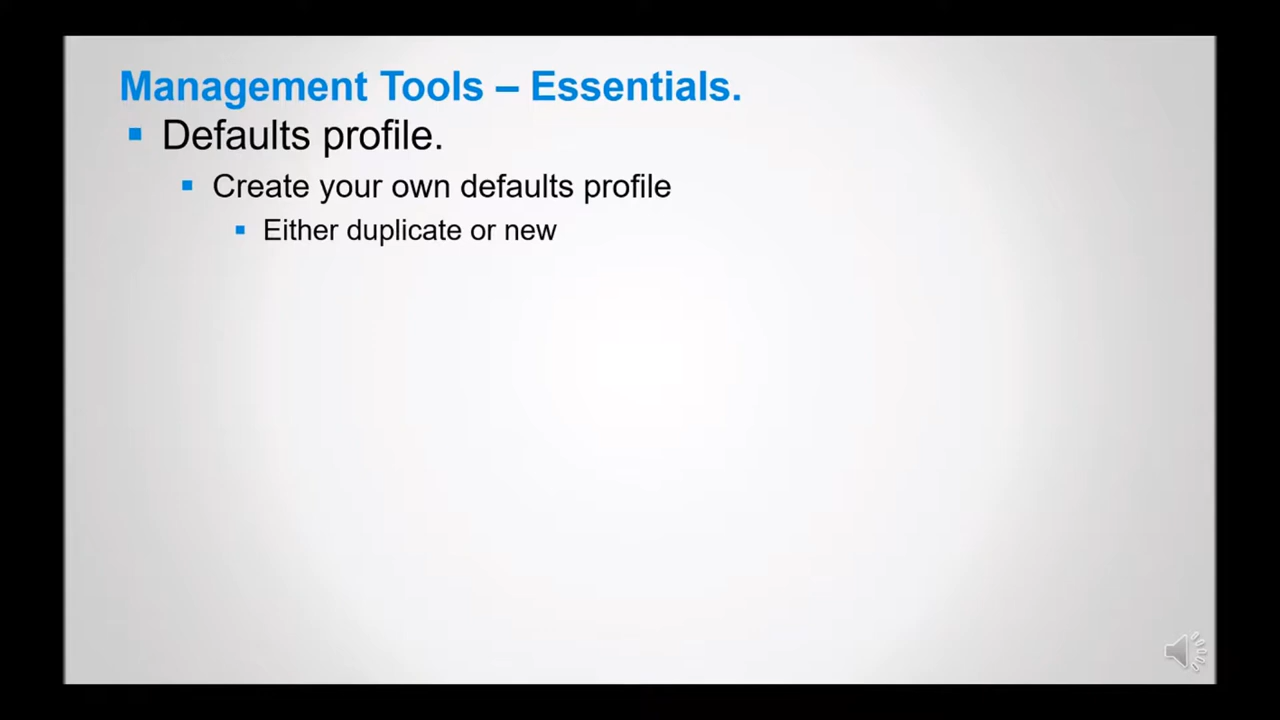 Management Tools – Essentials.
Defaults profile.
Create your own defaults profile
Either duplicate or new